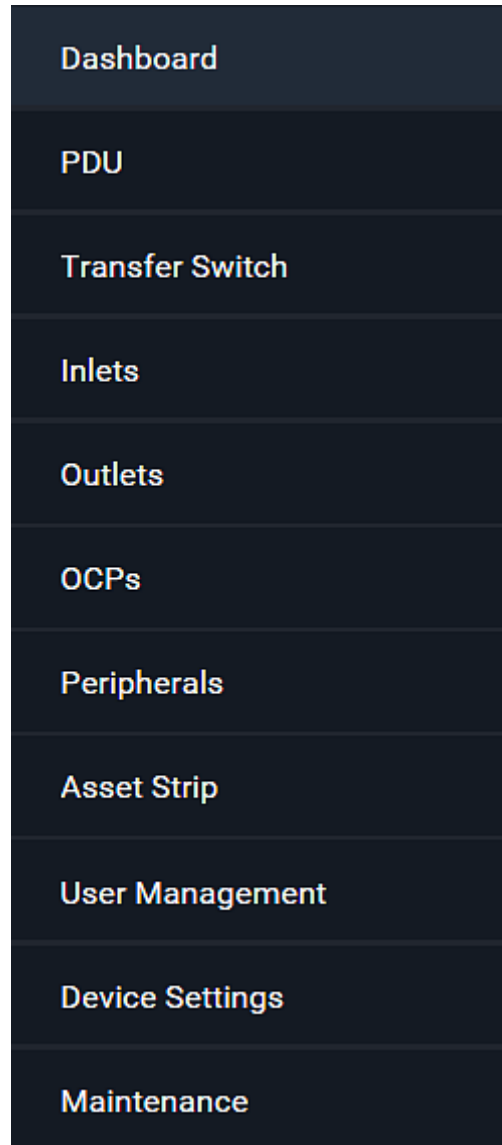 Dashboard
PDU
Transfer Switch
Inlets
Outlets
OCPs
Peripherals
Asset Strip
User Management
Device Settings
Maintenance